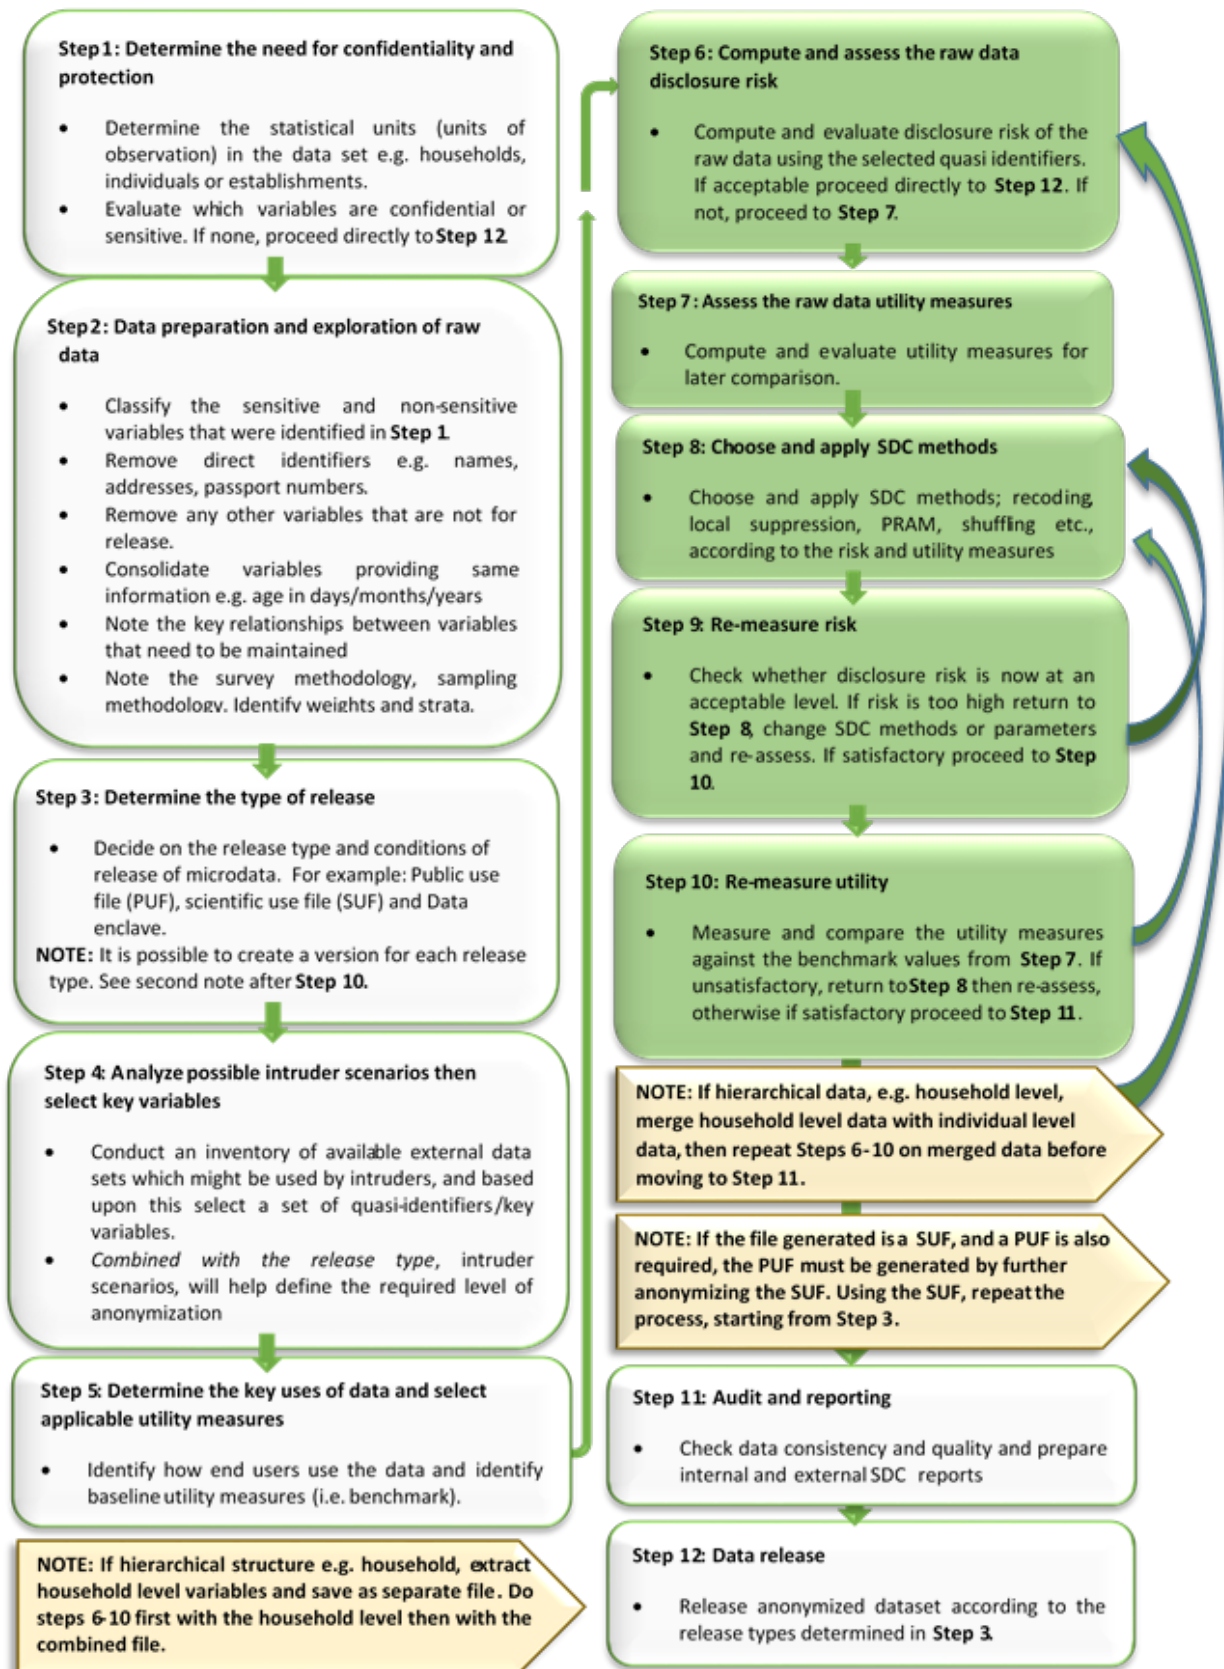 Step 1: Determine the need for confidentiality and
protection
• Determine the statistical units (units of
observation) in the data set e.g. households,
individuals or establishments.
• Evaluate which variables are confidential or
sensitive. If none, proceed directly to Step 12.
Step 2: Data preparation and exploration of raw
data
• Classify the sensitive and non-sensitive
variables that were identified in Step 1.
• Remove direct identifiers e.g. names,
addresses, passport numbers.
• Remove any other variables that are not for
release.
• Consolidate variables providing same
information e.g. age in days/months/years
• Note the key relationships between variables
that need to be maintained
• Note the survey methodology, sampling
methodology. Identify weights and strata.
Step 3: Determine the type of release
• Decide on the release type and conditions of
release of microdata. For example: Public use
file (PUF), scientific use file (SUF) and Data
enclave.
NOTE: It is possible to create a version for each release
type. See second note after Step 10.
Step 4: Analyze possible intruder scenarios then
select key variables
• Conduct an inventory of available external data
sets which might be used by intruders, and based
upon this select a set of quasi-identifiers/key
variables.
• Combined with the release type, intruder
scenarios, will help define the required level of
anonymization
Step 5: Determine the key uses of data and select
applicable utility measures
• Identify how end users use the data and identify
baseline utility measures (i.e. benchmark).
NOTE: If hierarchical structure e.g. household, extract
household level variables and save as separate file. Do
steps 6-10 first with the household level then with the
combined file.
Step 6: Compute and assess the raw data
disclosure risk
• Compute and evaluate disclosure risk of the
raw data using the selected quasi identifiers.
If acceptable proceed directly to Step 12. If
not, proceed to Step 7.
Step 7: Assess the raw data utility measures
• Compute and evaluate utility measures for
later comparison.
Step 8: Choose and apply SDC methods
• Choose and apply SDC methods; recoding,
local suppression, PRAM, shuffling etc.,
according to the risk and utility measures
Step 9: Re-measure risk
• Check whether disclosure risk is now at an
acceptable level. If risk is too high return to
Step 8, change SDC methods or parameters
and re-assess. If satisfactory proceed to Step
10.
Step 10: Re-measure utility
• Measure and compare the utility measures
against the benchmark values from Step 7. If
unsatisfactory, return to Step 8 then re-assess,
otherwise if satisfactory proceed to Step 11.
NOTE: If hierarchical data, e.g. household level,
merge household level data with individual level
data, then repeat Steps 6-10 on merged data before
moving to Step 11.
NOTE: If the file generated is a SUF, and a PUF is also
required, the PUF must be generated by further
anonymizing the SUF. Using the SUF, repeat the
process, starting from Step 3.
Step 11: Audit and reporting
• Check data consistency and quality and prepare
internal and external SDC reports
Step 12: Data release
• Release anonymized dataset according to the
release types determined in Step 3.